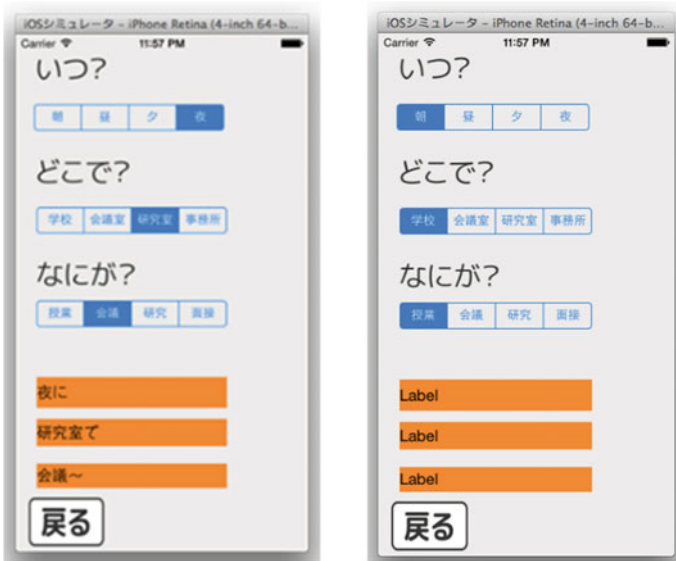 iOSシミュレータ - iPhone Retina (4-inch 64-b...
Carrier 11:57 PM
いつ?
朝 昼 夕 夜
どこで?
学校 会議室 研究室 事務所
なにが?
授業 会議 研究 面接
夜に
研究室で
会議〜
戻る
iOSシミュレータ - iPhone Retina (4-inch 64-b...
Carrier 11:57 PM
いつ?
朝 昼 夕 夜
どこで?
学校 会議室 研究室 事務所
なにが?
授業 会議 研究 面接
Label
Label
Label
戻る